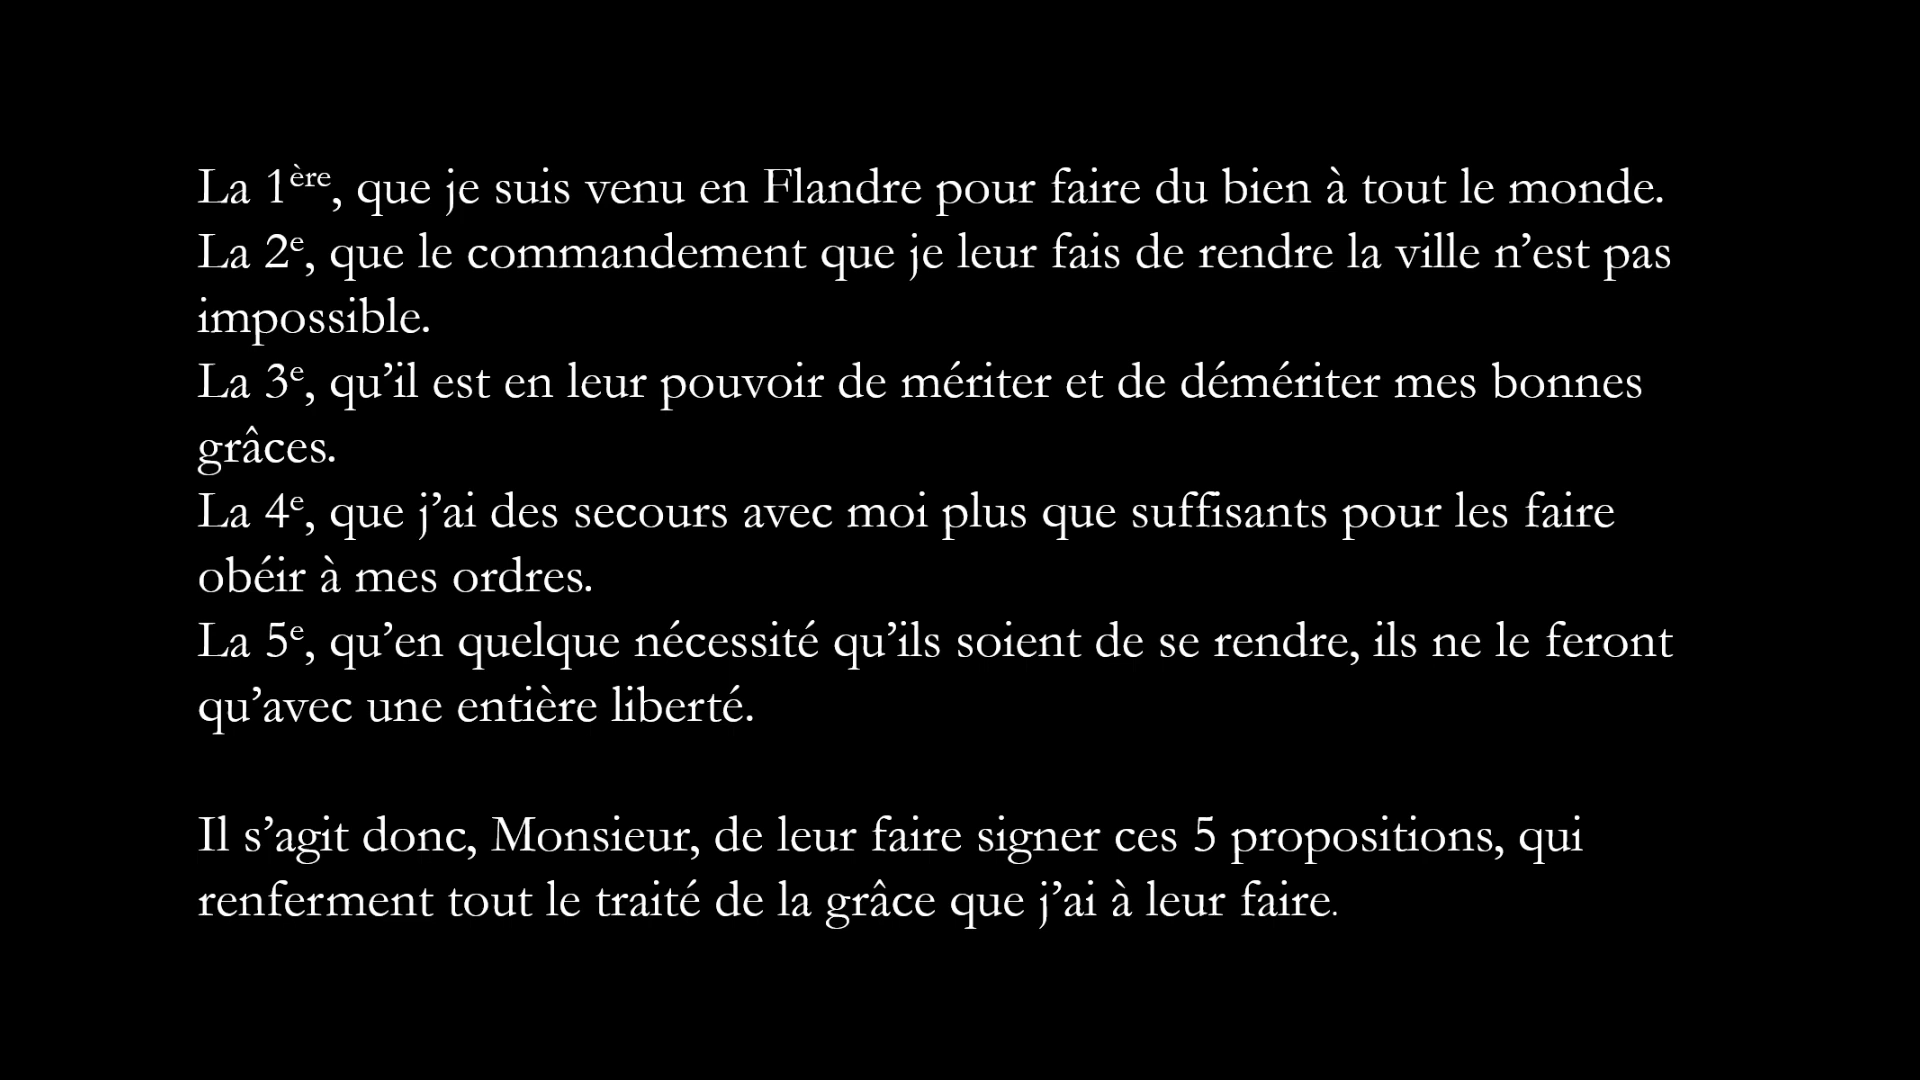 La 1ère, que je suis venu en Flandre pour faire du bien à tout le monde.
La 2e, que le commandement que je leur fais de rendre la ville n’est pas
impossible.
La 3e, qu’il est en leur pouvoir de mériter et de démériter mes bonnes
grâces.
La 4e, que j’ai des secours avec moi plus que suffisants pour les faire
obéir à mes ordres.
La 5e, qu’en quelque nécessité qu’ils soient de se rendre, ils ne le feront
qu’avec une entière liberté.
Il s’agit donc, Monsieur, de leur faire signer ces 5 propositions, qui
renferment tout le traité de la grâce que j’ai à leur faire.